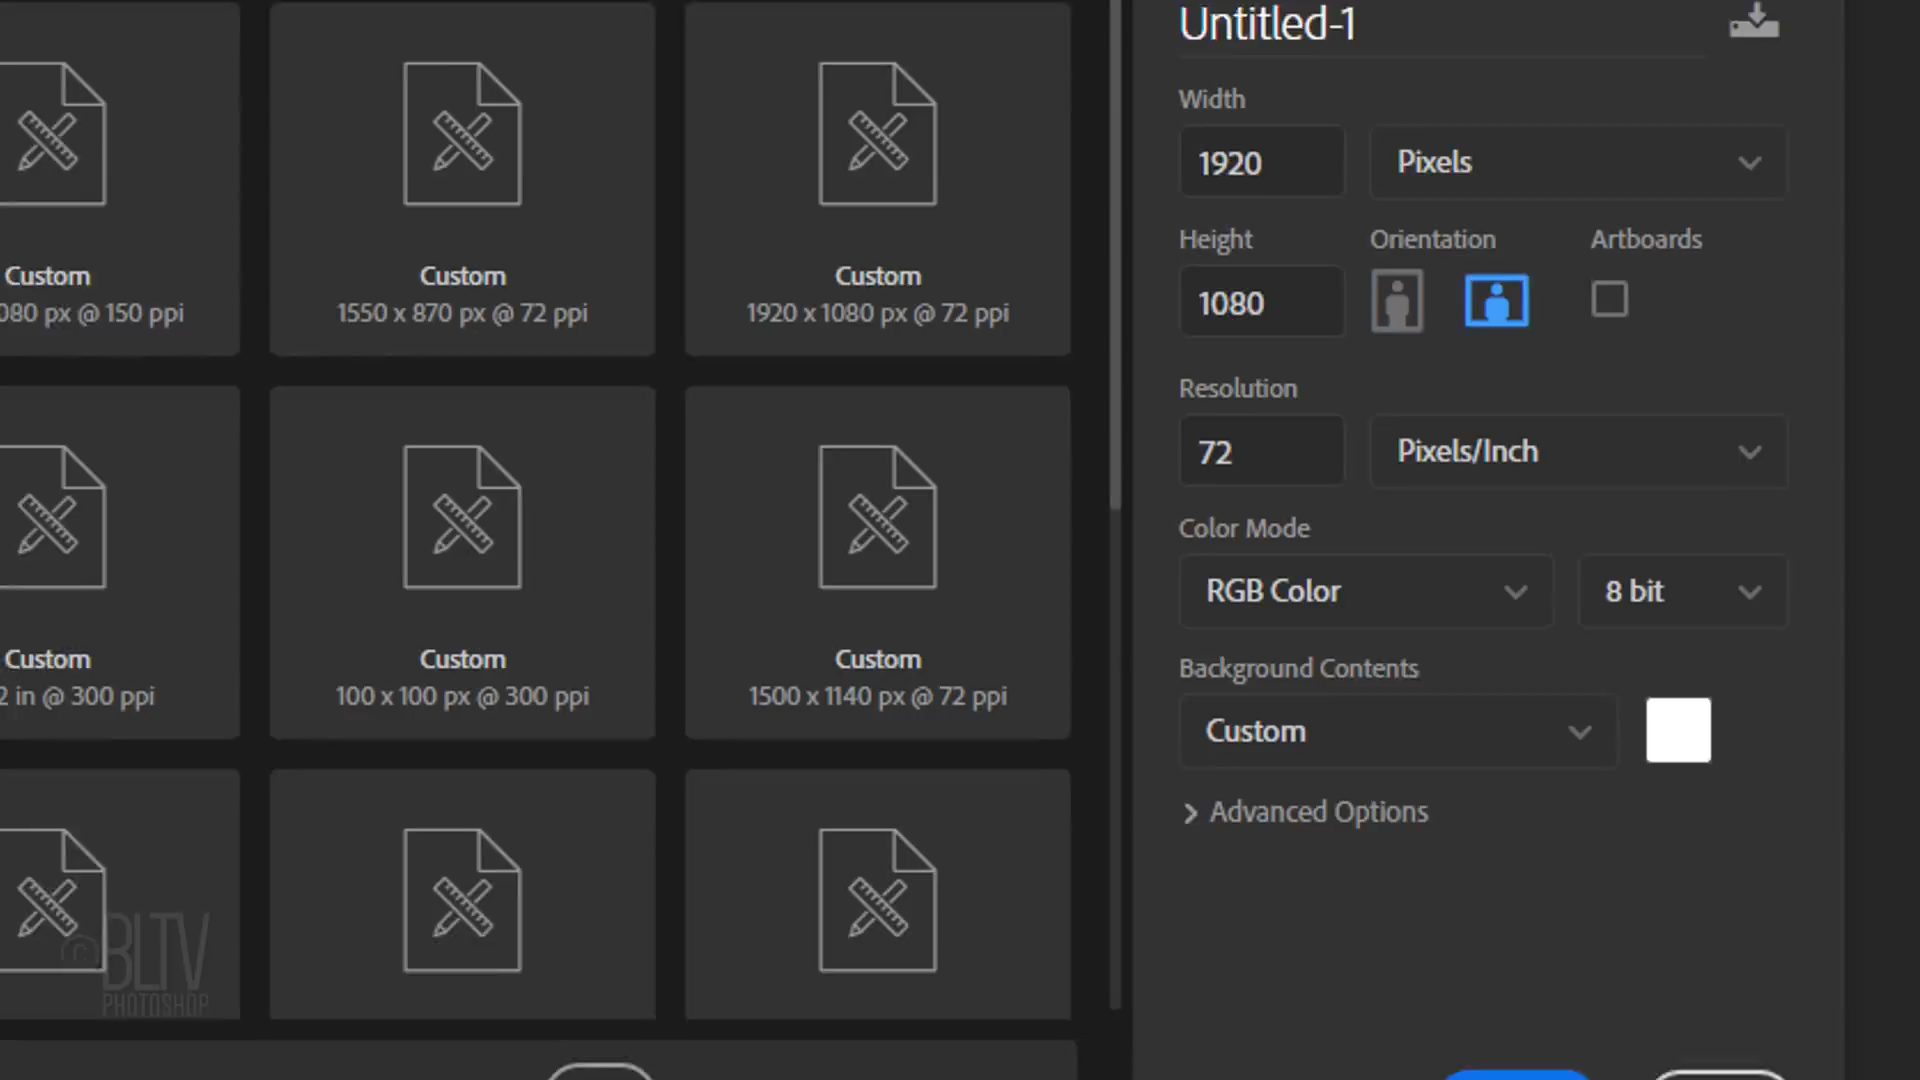 Untitled-1
Width
1920
Pixels
Height
Orientation
Artboards
1080
Resolution
72
Pixels/Inch
Color Mode
RGB Color
8 bit
Background Contents
Custom
Advanced Options
Custom
080 px @ 150 ppi
Custom
1550 x 870 px @ 72 ppi
Custom
1920 x 1080 px @ 72 ppi
Custom
2 in @ 300 ppi
Custom
100 x 100 px @ 300 ppi
Custom
1500 x 1140 px @ 72 ppi
©BLTV
PHOTOSHOP